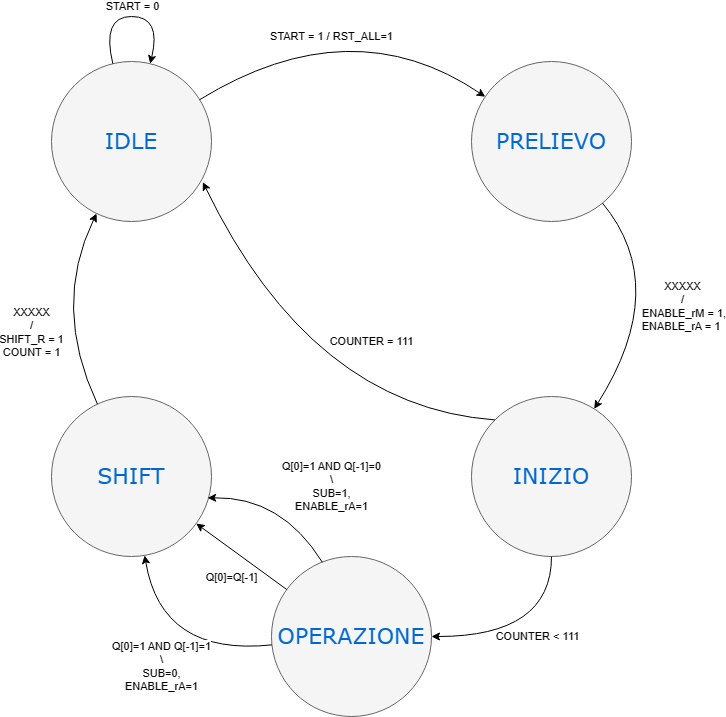 START = 0
START = 1 / RST_ALL=1
IDLE
PRELIEVO
XXXXX
/
ENABLE_rM = 1,
ENABLE_rA = 1
XXXXX
/
SHIFT_R = 1
COUNT = 1
COUNTER = 111
SHIFT
INIZIO
Q[0]=1 AND Q[-1]=0
\
SUB=1,
ENABLE_rA=1
Q[0]=Q[-1]
OPERAZIONE
COUNTER < 111
Q[0]=1 AND Q[-1]=1
\
SUB=0,
ENABLE_rA=1